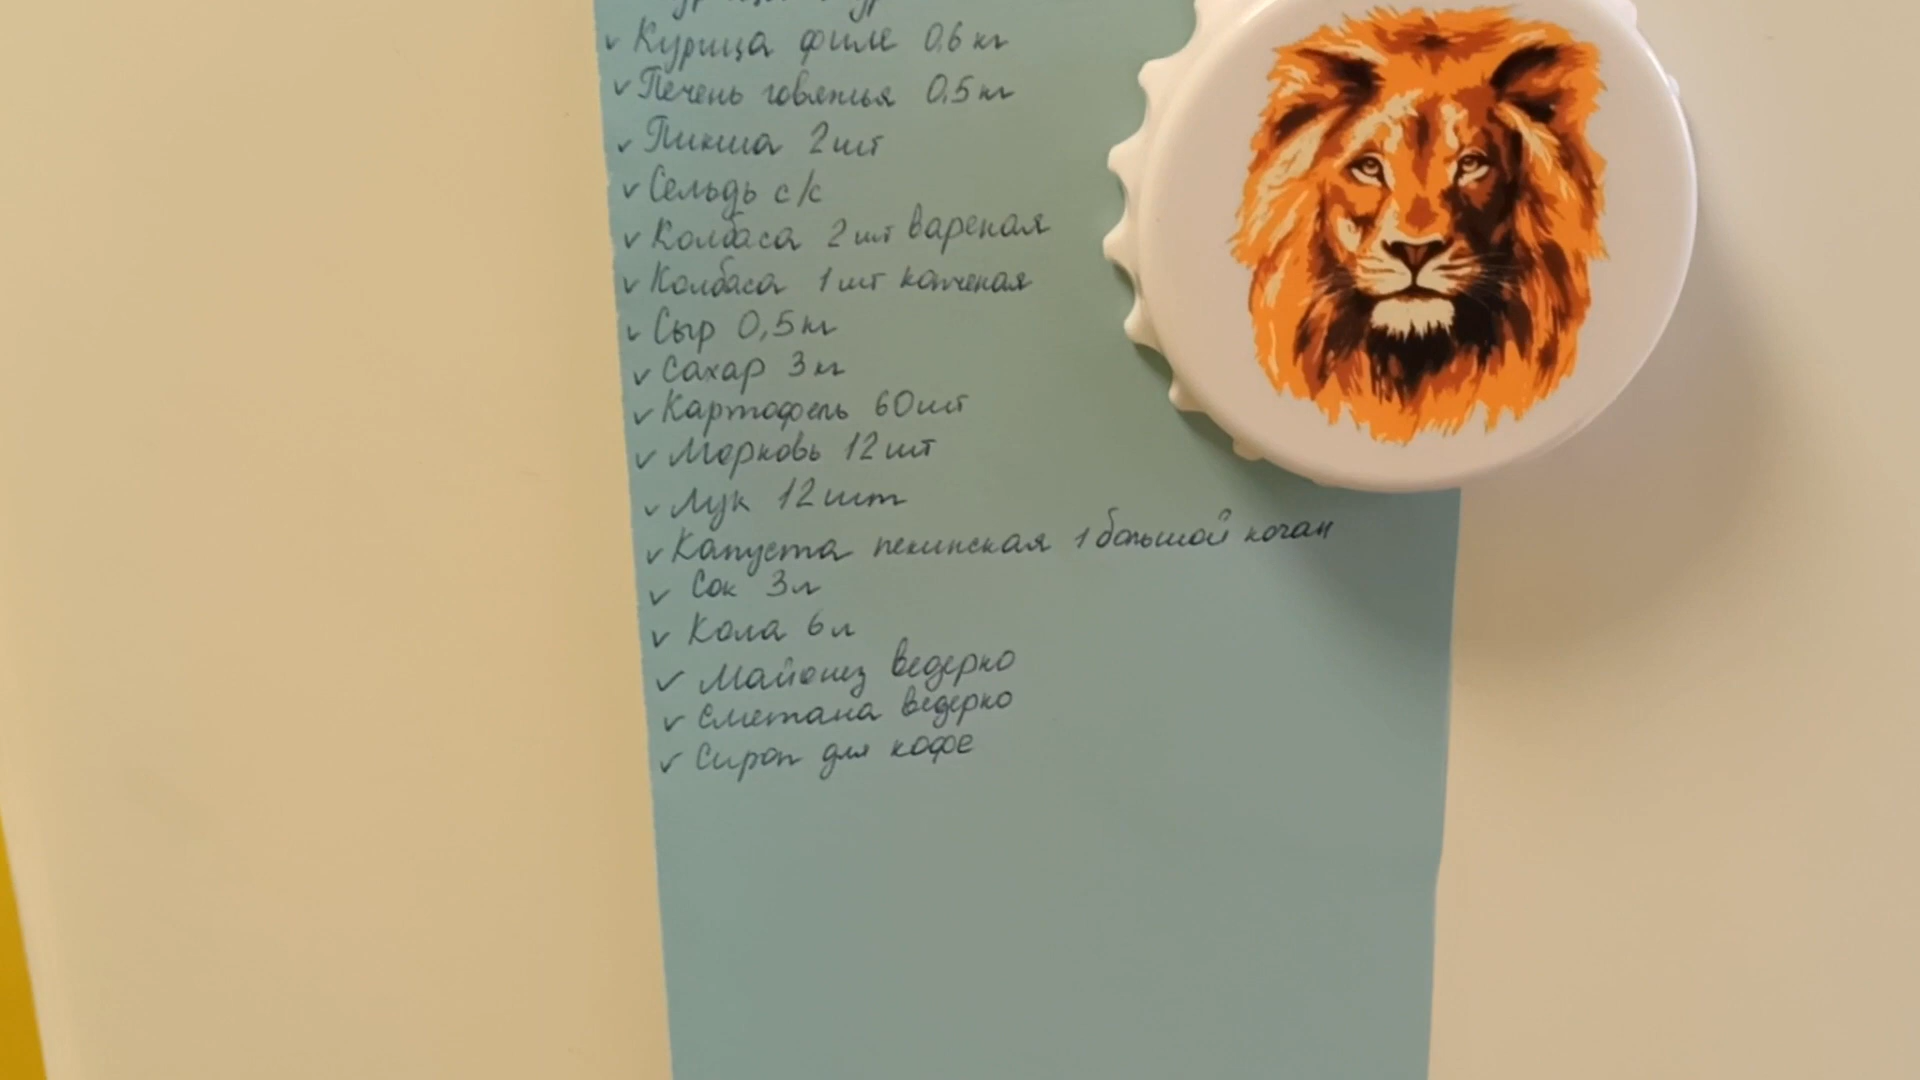 ✓ Курица филе 0,6 кг
✓ Печень говяжья 0,5 кг
✓ Пикша 2 шт
✓ Сельдь с/с
✓ Колбаса 2 шт вареная
✓ Колбаса 1 шт копченая
✓ Сыр 0,5 кг
✓ Сахар 3 кг
✓ Картофель 60 шт
✓ Морковь 12 шт
✓ Лук 12 шт
✓ Капуста пекинская 1 большой кочан
✓ Сок 3 л
✓ Кола 6 л
✓ Майонез ведерко
✓ Сметана ведерко
✓ Сироп для кофе